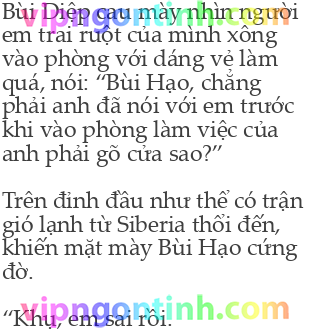 Bùi Diệp cau mày nhìn người
vipngontinh.com
em trai ruột của mình xông
vào phòng với dáng vẻ làm
quá, nói: “Bùi Hạo, chẳng
phải anh đã nói với em trước
khi vào phòng làm việc của
anh phải gõ cửa sao?”
Trên đỉnh đầu như thể có trận
gió lạnh từ Siberia thổi đến,
khiến mặt mày Bùi Hạo cứng
đờ.
vipngontinh.com
“Khụ, em sai rồi.